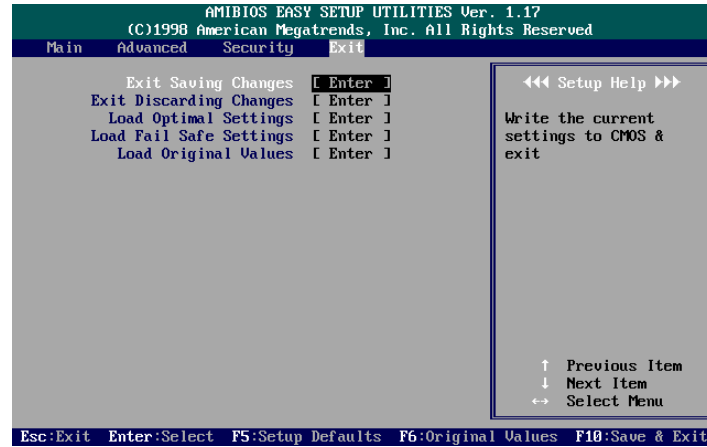 AMIBIOS EASY SETUP UTILITIES Ver. 1.17
(C)1998 American Megatrends, Inc. All Rights Reserved
Main Advanced Security Exit
Exit Saving Changes [ Enter ]
Exit Discarding Changes [ Enter ]
Load Optimal Settings [ Enter ]
Load Fail Safe Settings [ Enter ]
Load Original Values [ Enter ]
◄◄◄ Setup Help ►►►
Write the current
settings to CMOS &
exit
↑ Previous Item
↓ Next Item
↔ Select Menu
Esc:Exit Enter:Select F5:Setup Defaults F6:Original Values F10:Save & Exit